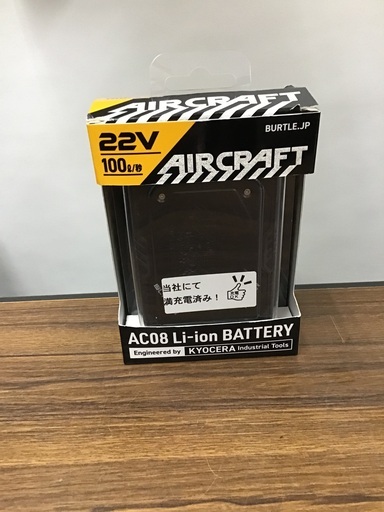 AIRCRAFT
22V
100ℓ/秒
BURTLE.JP
AIRCRAFT
当社にて
満充電済み！
AC08 Li-ion BATTERY
Engineered by KYOCERA Industrial Tools